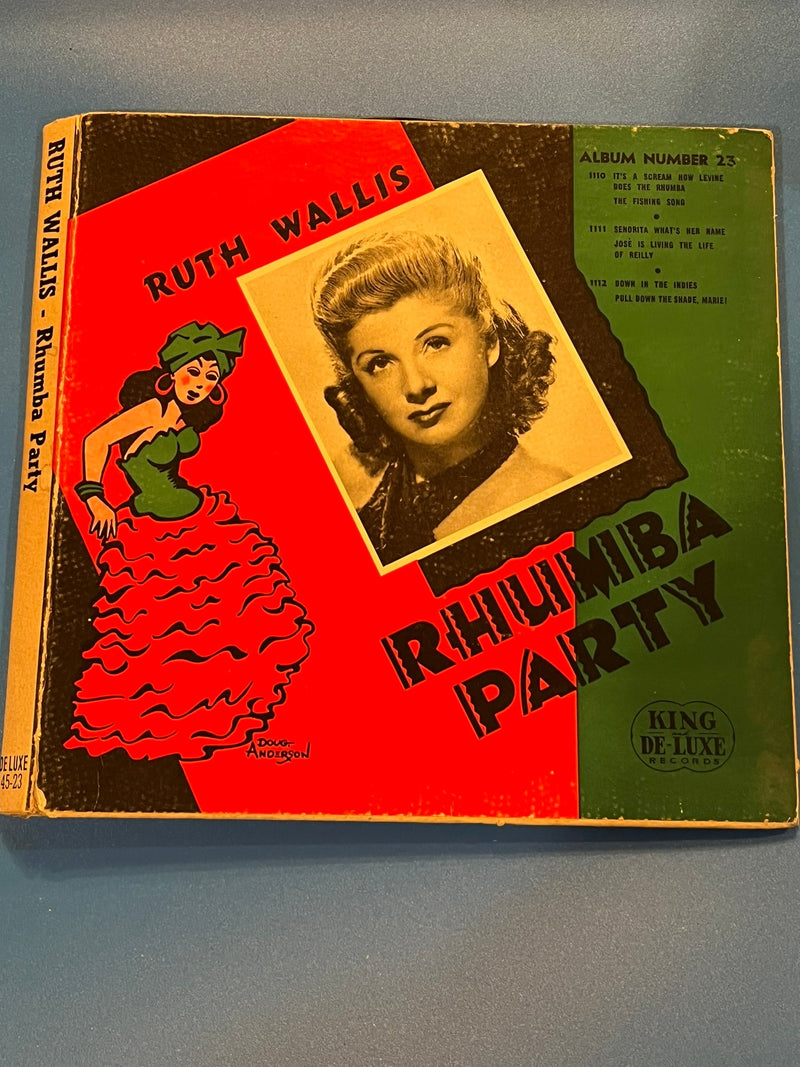 RUTH WALLIS - Rhumba Party
DE LUXE
45-23
RUTH WALLIS
ALBUM NUMBER 23
1110 IT'S A SCREAM HOW LEVINE
DOES THE RHUMBA
THE FISHING SONG
1111 SENORITA WHAT'S HER NAME
JOSÉ IS LIVING THE LIFE
OF REILLY
1112 DOWN IN THE INDIES
PULL DOWN THE SHADE, MARIE!
RHUMBA
PARTY
DOUG
ANDERSON
KING
and
DE-LUXE
RECORDS